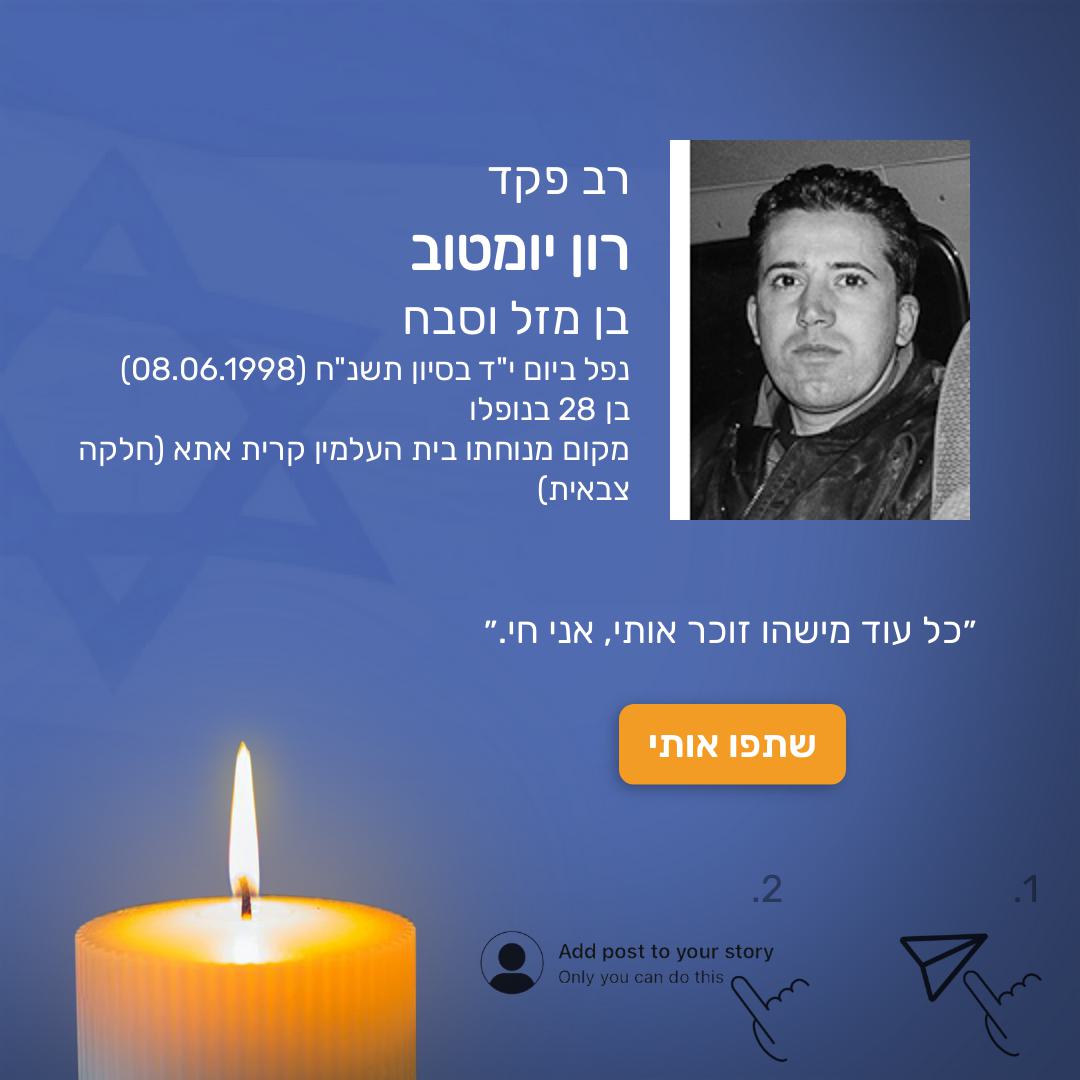 רב פקד
רון יומטוב
בן מזל וסבח
נפל ביום י"ד בסיון תשנ"ח (08.06.1998)
בן 28 בנופלו
מקום מנוחתו בית העלמין קרית אתא (חלקה
צבאית)
״כל עוד מישהו זוכר אותי, אני חי.״
שתפו אותי
1.
2.
Add post to your story
Only you can do this